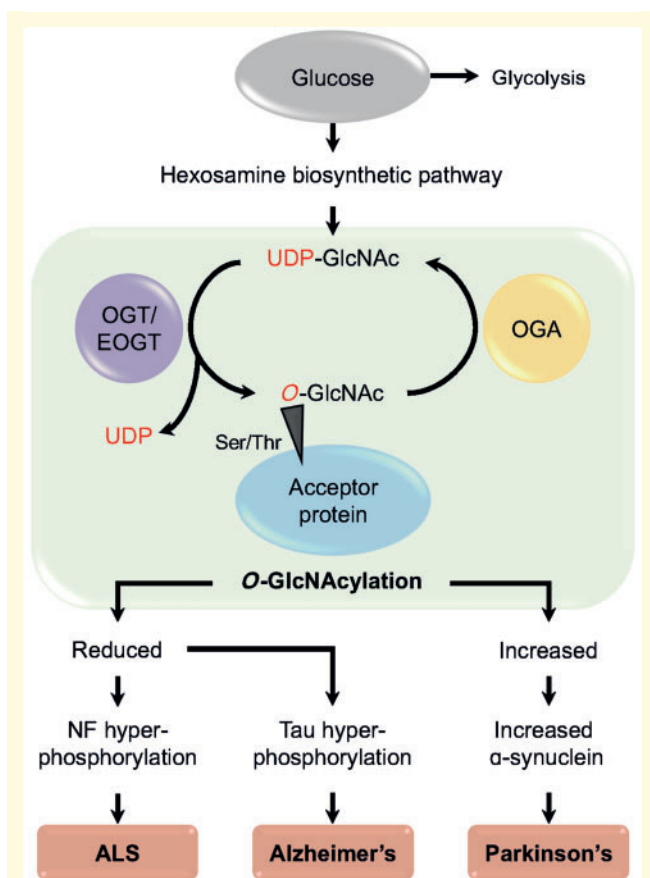 Glucose
Glycolysis
Hexosamine biosynthetic pathway
UDP-GlcNAc
OGT/
EOGT
OGA
O-GlcNAc
UDP
Ser/Thr
Acceptor
protein
O-GlcNAcylation
Reduced
Increased
NF hyper-
phosphorylation
Tau hyper-
phosphorylation
Increased
α-synuclein
ALS
Alzheimer's
Parkinson's